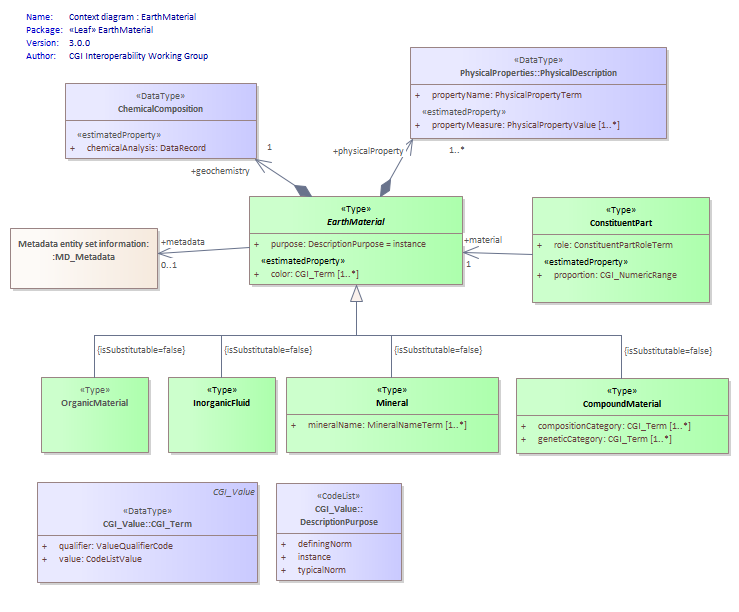 Name: Context diagram : EarthMaterial
Package: «Leaf» EarthMaterial
Version: 3.0.0
Author: CGI Interoperability Working Group
«DataType»
PhysicalProperties::PhysicalDescription
+ propertyName: PhysicalPropertyTerm
«estimatedProperty»
+ propertyMeasure: PhysicalPropertyValue [1..*]
«DataType»
ChemicalComposition
«estimatedProperty»
+ chemicalAnalysis: DataRecord
1
+geochemistry
+physicalProperty
1..*
«Type»
EarthMaterial
+ purpose: DescriptionPurpose = instance
«estimatedProperty»
+ color: CGI_Term [1..*]
«Type»
ConstituentPart
+ role: ConstituentPartRoleTerm
«estimatedProperty»
+ proportion: CGI_NumericRange
Metadata entity set information:
:MD_Metadata
+metadata
0..1
+material
1
{isSubstitutable=false}
{isSubstitutable=false}
{isSubstitutable=false}
{isSubstitutable=false}
«Type»
OrganicMaterial
«Type»
InorganicFluid
«Type»
Mineral
+ mineralName: MineralNameTerm [1..*]
«Type»
CompoundMaterial
+ compositionCategory: CGI_Term [1..*]
+ geneticCategory: CGI_Term [1..*]
CGI_Value
«DataType»
CGI_Value::CGI_Term
+ qualifier: ValueQualifierCode
+ value: CodeListValue
«CodeList»
CGI_Value::
DescriptionPurpose
+ definingNorm
+ instance
+ typicalNorm